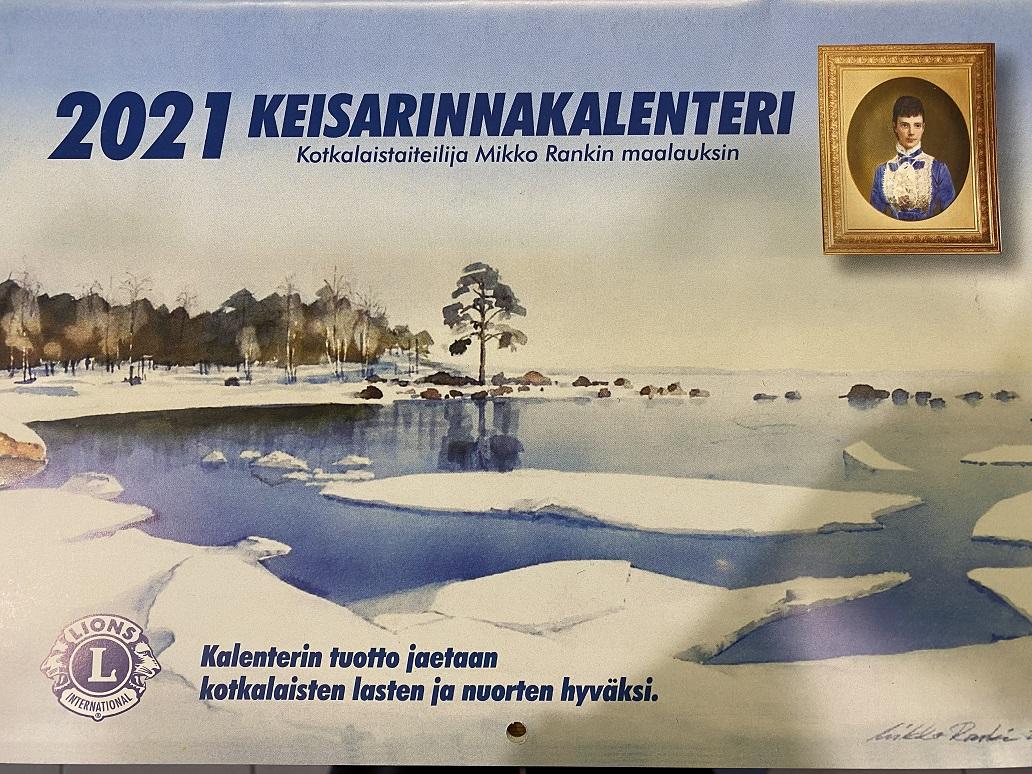 2021 KEISARINNAKALENTERI
Kotkalaistaiteilija Mikko Rankin maalauksin
LIONS
L
INTERNATIONAL
®
Kalenterin tuotto jaetaan
kotkalaisten lasten ja nuorten hyväksi.